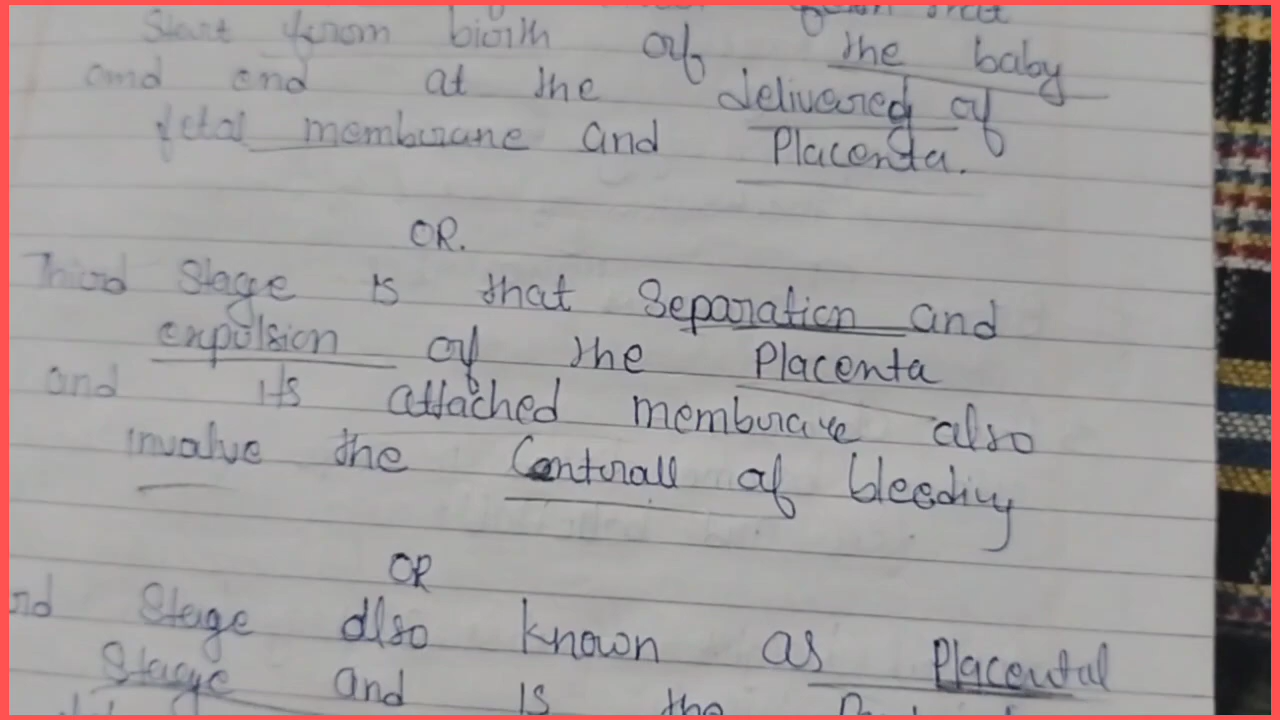 Start from birth of the baby
and end at the delivered of
fetal membrane and Placenta.
OR.
Third Stage is that Separation and
expulsion of the Placenta
and its attached membrane also
involve the Controll of bleeding
OR
Stage also known as Placental
Stage and is the